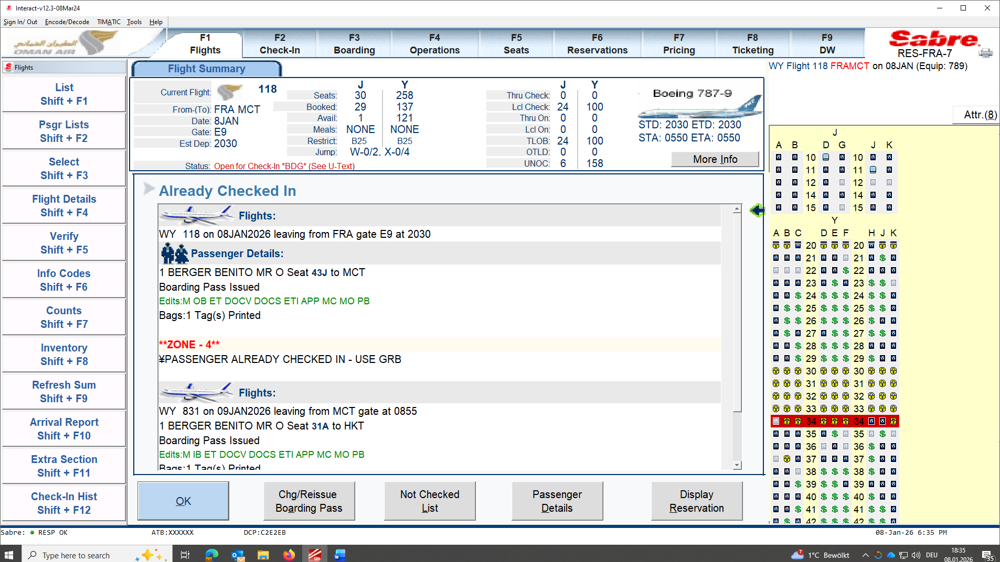 Interact-v12.3-08Mar24
Sign In/ Out Encode/Decode TIMATIC Tools Help
الطيران العماني
OMAN AIR
F1 Flights
F2 Check-In
F3 Boarding
F4 Operations
F5 Seats
F6 Reservations
F7 Pricing
F8 Ticketing
F9 DW
Sabre.
RES-FRA-7
WY Flight 118 FRAMCT on 08JAN (Equip: 789)
Attr.(8)
Flights
List
Shift + F1
Psgr Lists
Shift + F2
Select
Shift + F3
Flight Details
Shift + F4
Verify
Shift + F5
Info Codes
Shift + F6
Counts
Shift + F7
Inventory
Shift + F8
Refresh Sum
Shift + F9
Arrival Report
Shift + F10
Extra Section
Shift + F11
Check-In Hist
Shift + F12
Flight Summary
Current Flight: 118
From-(To): FRA MCT
Date: 8JAN
Gate: E9
Est Dep: 2030
Status: Open for Check-In *BDG* (See U-Text)
J Y
Seats: 30 258
Booked: 29 137
Avail: 1 121
Meals: NONE NONE
Restrict: B25 B25
Jump: W-0/2, X-0/4
J Y
Thru Check: 0 0
Lcl Check: 24 100
Thru On: 0 0
Lcl On: 0 0
TLOB: 24 100
OTLD: 0 0
UNOC: 6 158
Boeing 787-9
STD: 2030 ETD: 2030
STA: 0550 ETA: 0550
More Info
Already Checked In
Flights:
WY 118 on 08JAN2026 leaving from FRA gate E9 at 2030
Passenger Details:
1 BERGER BENITO MR O Seat 43J to MCT
Boarding Pass Issued
Edits:M OB ET DOCV DOCS ETI APP MC MO PB
Bags:1 Tag(s) Printed
**ZONE - 4**
¥PASSENGER ALREADY CHECKED IN - USE GRB
Flights:
WY 831 on 09JAN2026 leaving from MCT gate at 0855
1 BERGER BENITO MR O Seat 31A to HKT
Boarding Pass Issued
Edits:M IB ET DOCV DOCS ETI APP MC MO PB
Bags:1 Tag(s) Printed
OK
Chg/Reissue
Boarding Pass
Not Checked
List
Passenger
Details
Display
Reservation
J
A B D G J K
10 10
11 11
12 12
14 14
15 15
Y
A B C D E F H J K
20 20
21 21 $
22 $ 22
23 $ 23 $ $
$ 24 $ $ $ 24 $ $
$ $ 25 $ $ $ 25 $ $
$ $ 26 $ $ $ 26 $
$ 27 $ $ 27 $ $
$ 28 $ $ $ 28
$ 29 $ $ $ 29 $
30 30
31 31
32 32
33 33
34 34
35 $ 35 $
36 36 $
37 37 $
38 $ $ $ 38 $
$ 39 $ $ 39
40 $ $ $ 40 $
$ 41 $ $ $ 41 $ $
$ $ 42 $ $ $ 42 $ $
Sabre: RESP OK ATB:XXXXXX DCP:C2E2EB 08-Jan-26 6:35 PM
Type here to search
Qik
W
7
1°C Bewölkt
DEU
18:35
08.01.2026
35